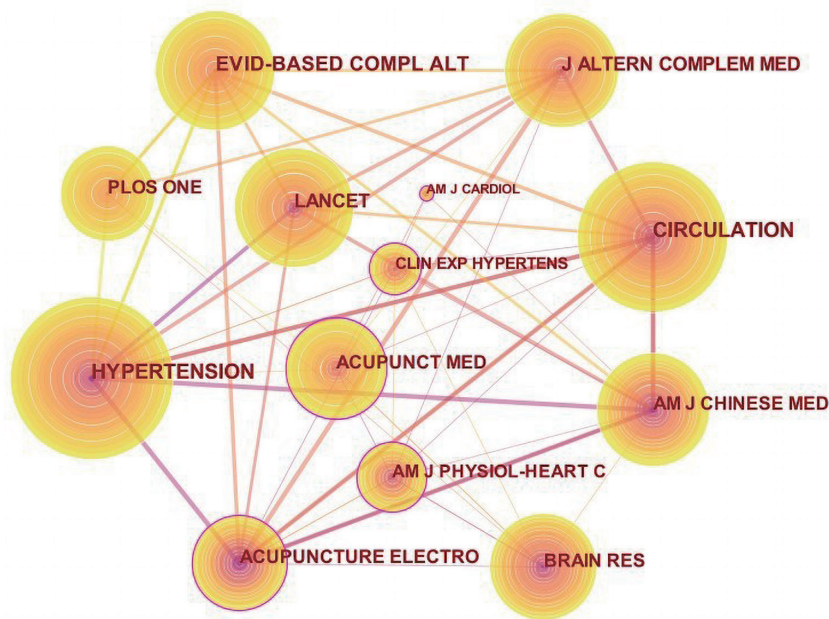 EVID-BASED COMPL ALT
J ALTERN COMPLEM MED
PLOS ONE
LANCET
AM J CARDIOL
CIRCULATION
CLIN EXP HYPERTENS
HYPERTENSION
ACUPUNCT MED
AM J CHINESE MED
AM J PHYSIOL-HEART C
ACUPUNCTURE ELECTRO
BRAIN RES